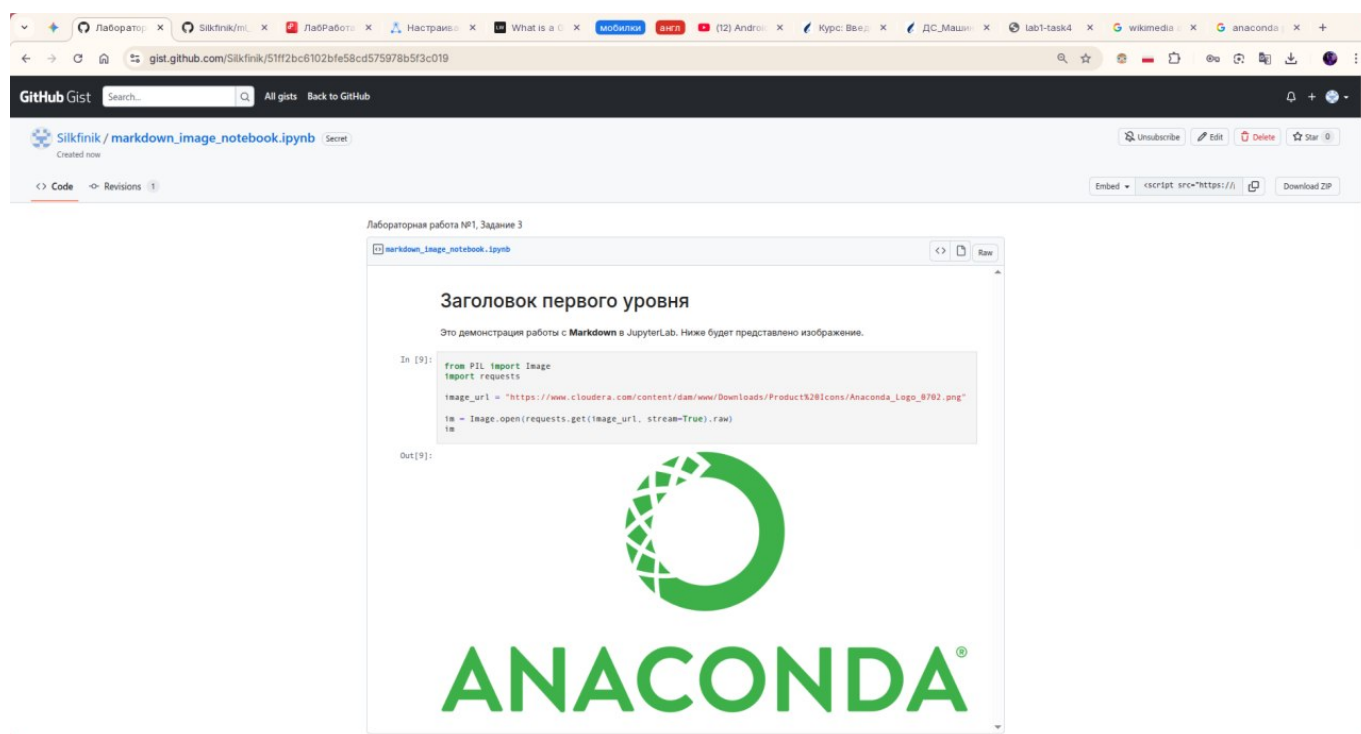 Лаборатор
Silkfinik/mi_
ЛабРабота
Настраива
What is a
мобилки
англ
(12) Androi
Курс: Введ
ДС_Машин
lab1-task4
wikimedia
anaconda
gist.github.com/Silkfinik/51ff2bc6102bfe58cd575978b5f3c019
GitHub Gist Search... All gists Back to GitHub
Silkfinik / markdown_image_notebook.ipynb Secret
Unsubscribe Edit Delete Star 0
Created now
<> Code Revisions 1
Embed <script src="https:// Download ZIP
Лабораторная работа №1, Задание 3
markdown_image_notebook.ipynb <> Raw
Заголовок первого уровня
Это демонстрация работы с Markdown в JupyterLab. Ниже будет представлено изображение.
In [9]:
from PIL import Image
import requests
image_url = "https://www.cloudera.com/content/dam/www/Downloads/Product%20Icons/Anaconda_Logo_0702.png"
im = Image.open(requests.get(image_url, stream=True).raw)
im
Out[9]:
ANACONDA®